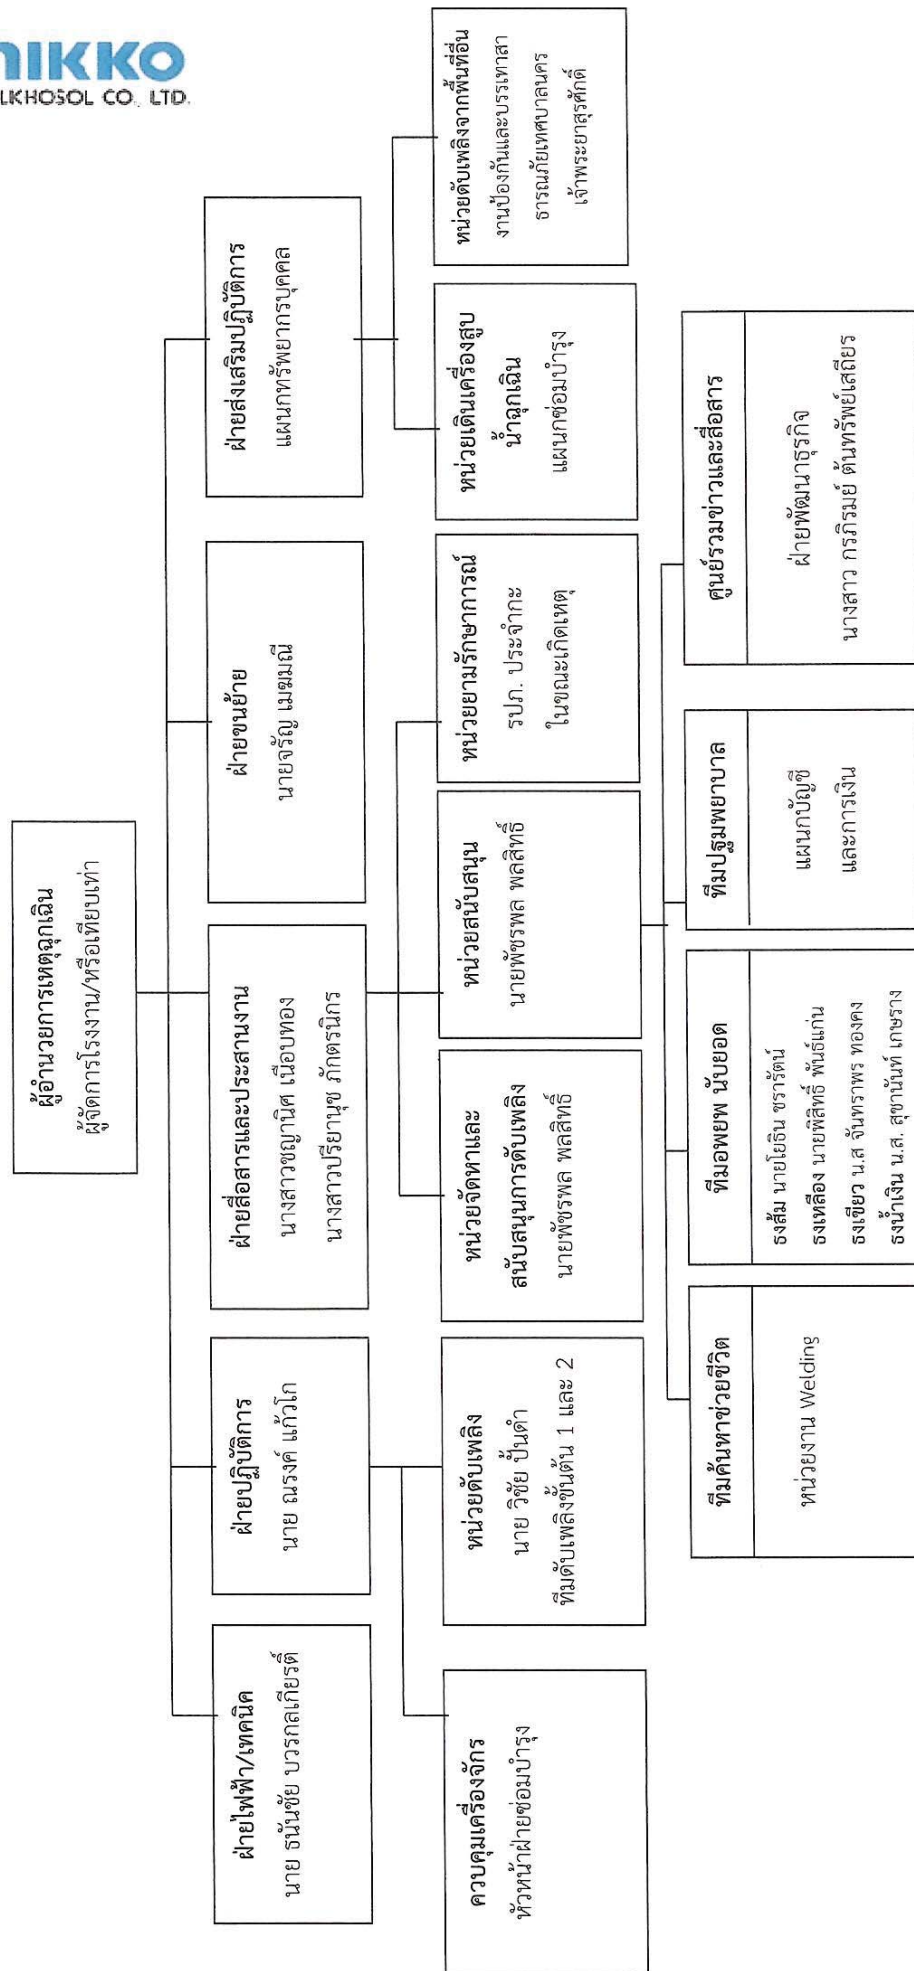 nIKKO
LKHOSOL CO. LTD.
ผู้อำนวยการเหตุฉุกเฉิน
ผู้จัดการโรงงาน/หรือเทียบเท่า
ฝ่ายไฟฟ้า/เทคนิค
นาย ธนันชัย บวรกลเกียรติ
ฝ่ายปฏิบัติการ
นาย ณรงค์ แก้วโก
ฝ่ายสื่อสารและประสานงาน
นางสาวชญานิศ เนือบทอง
นางสาวปรียานุช ภักตรนิกร
ฝ่ายขนย้าย
นายจรัญ เมฆมณี
ฝ่ายส่งเสริมปฏิบัติการ
แผนกทรัพยากรบุคคล
ควบคุมเครื่องจักร
หัวหน้าฝ่ายซ่อมบำรุง
หน่วยดับเพลิง
นาย วิชัย ปั้นดำ
ทีมดับเพลิงขั้นต้น 1 และ 2
หน่วยจัดหาและ
สนับสนุนการดับเพลิง
นายพัชรพล พลสิทธิ์
หน่วยสนับสนุน
นายพัชรพล พลสิทธิ์
หน่วยยามรักษาการณ์
รปภ. ประจำกะ
ในขณะเกิดเหตุ
หน่วยเดินเครื่องสูบ
น้ำฉุกเฉิน
แผนกซ่อมบำรุง
หน่วยดับเพลิงจากพื้นที่อื่น
งานป้องกันและบรรเทาสา
ธารณภัยเทศบาลนคร
เจ้าพระยาสุรศักดิ์
ทีมค้นหาช่วยชีวิต
หน่วยงาน Welding
ทีมอพยพ นับยอด
ธงส้ม นายโยธิน ชรารัตน์
ธงเหลือง นายพิสิทธิ์ พันธ์แก่น
ธงเขียว น.ส จันทราพร ทองคง
ธงน้ำเงิน น.ส. สุชานันท์ เกษราง
ทีมปฐมพยาบาล
แผนกบัญชี
และการเงิน
ศูนย์รวมข่าวและสื่อสาร
ฝ่ายพัฒนาธุรกิจ
นางสาว กรภิรมย์ ต้นทรัพย์เสถียร